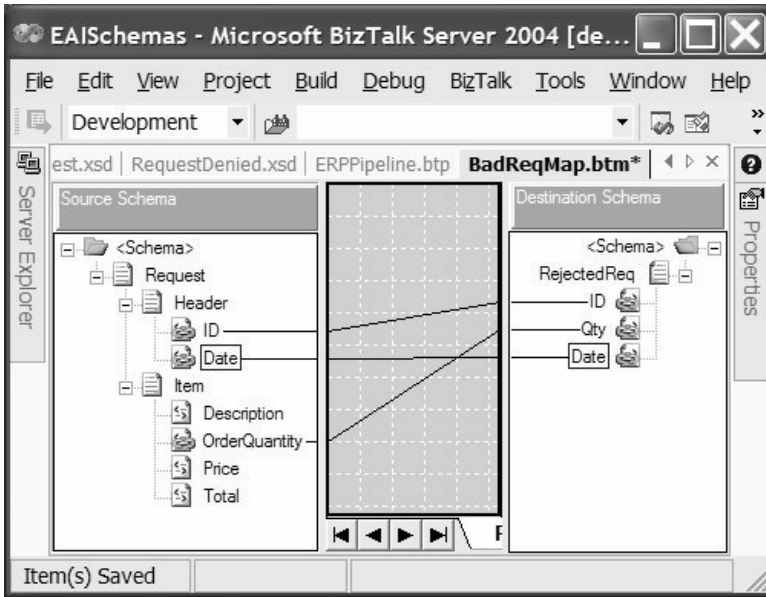 EAISchemas - Microsoft BizTalk Server 2004 [de...
File Edit View Project Build Debug BizTalk Tools Window Help
Development
est.xsd | RequestDenied.xsd | ERPPipeline.btp BadReqMap.btm*
Server Explorer
Properties
Source Schema
<Schema>
Request
Header
ID
Date
Item
Description
OrderQuantity
Price
Total
Destination Schema
<Schema>
RejectedReq
ID
Qty
Date
Item(s) Saved